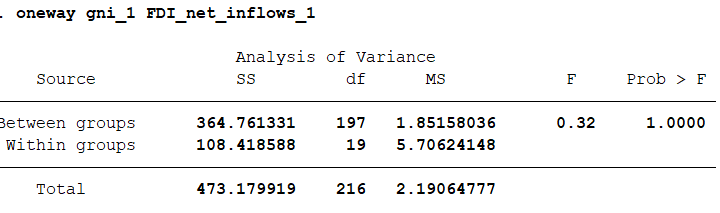 . oneway gni_1 FDI_net_inflows_1
Analysis of Variance
Source SS df MS F Prob > F
Between groups 364.761331 197 1.85158036 0.32 1.0000
Within groups 108.418588 19 5.70624148
Total 473.179919 216 2.19064777